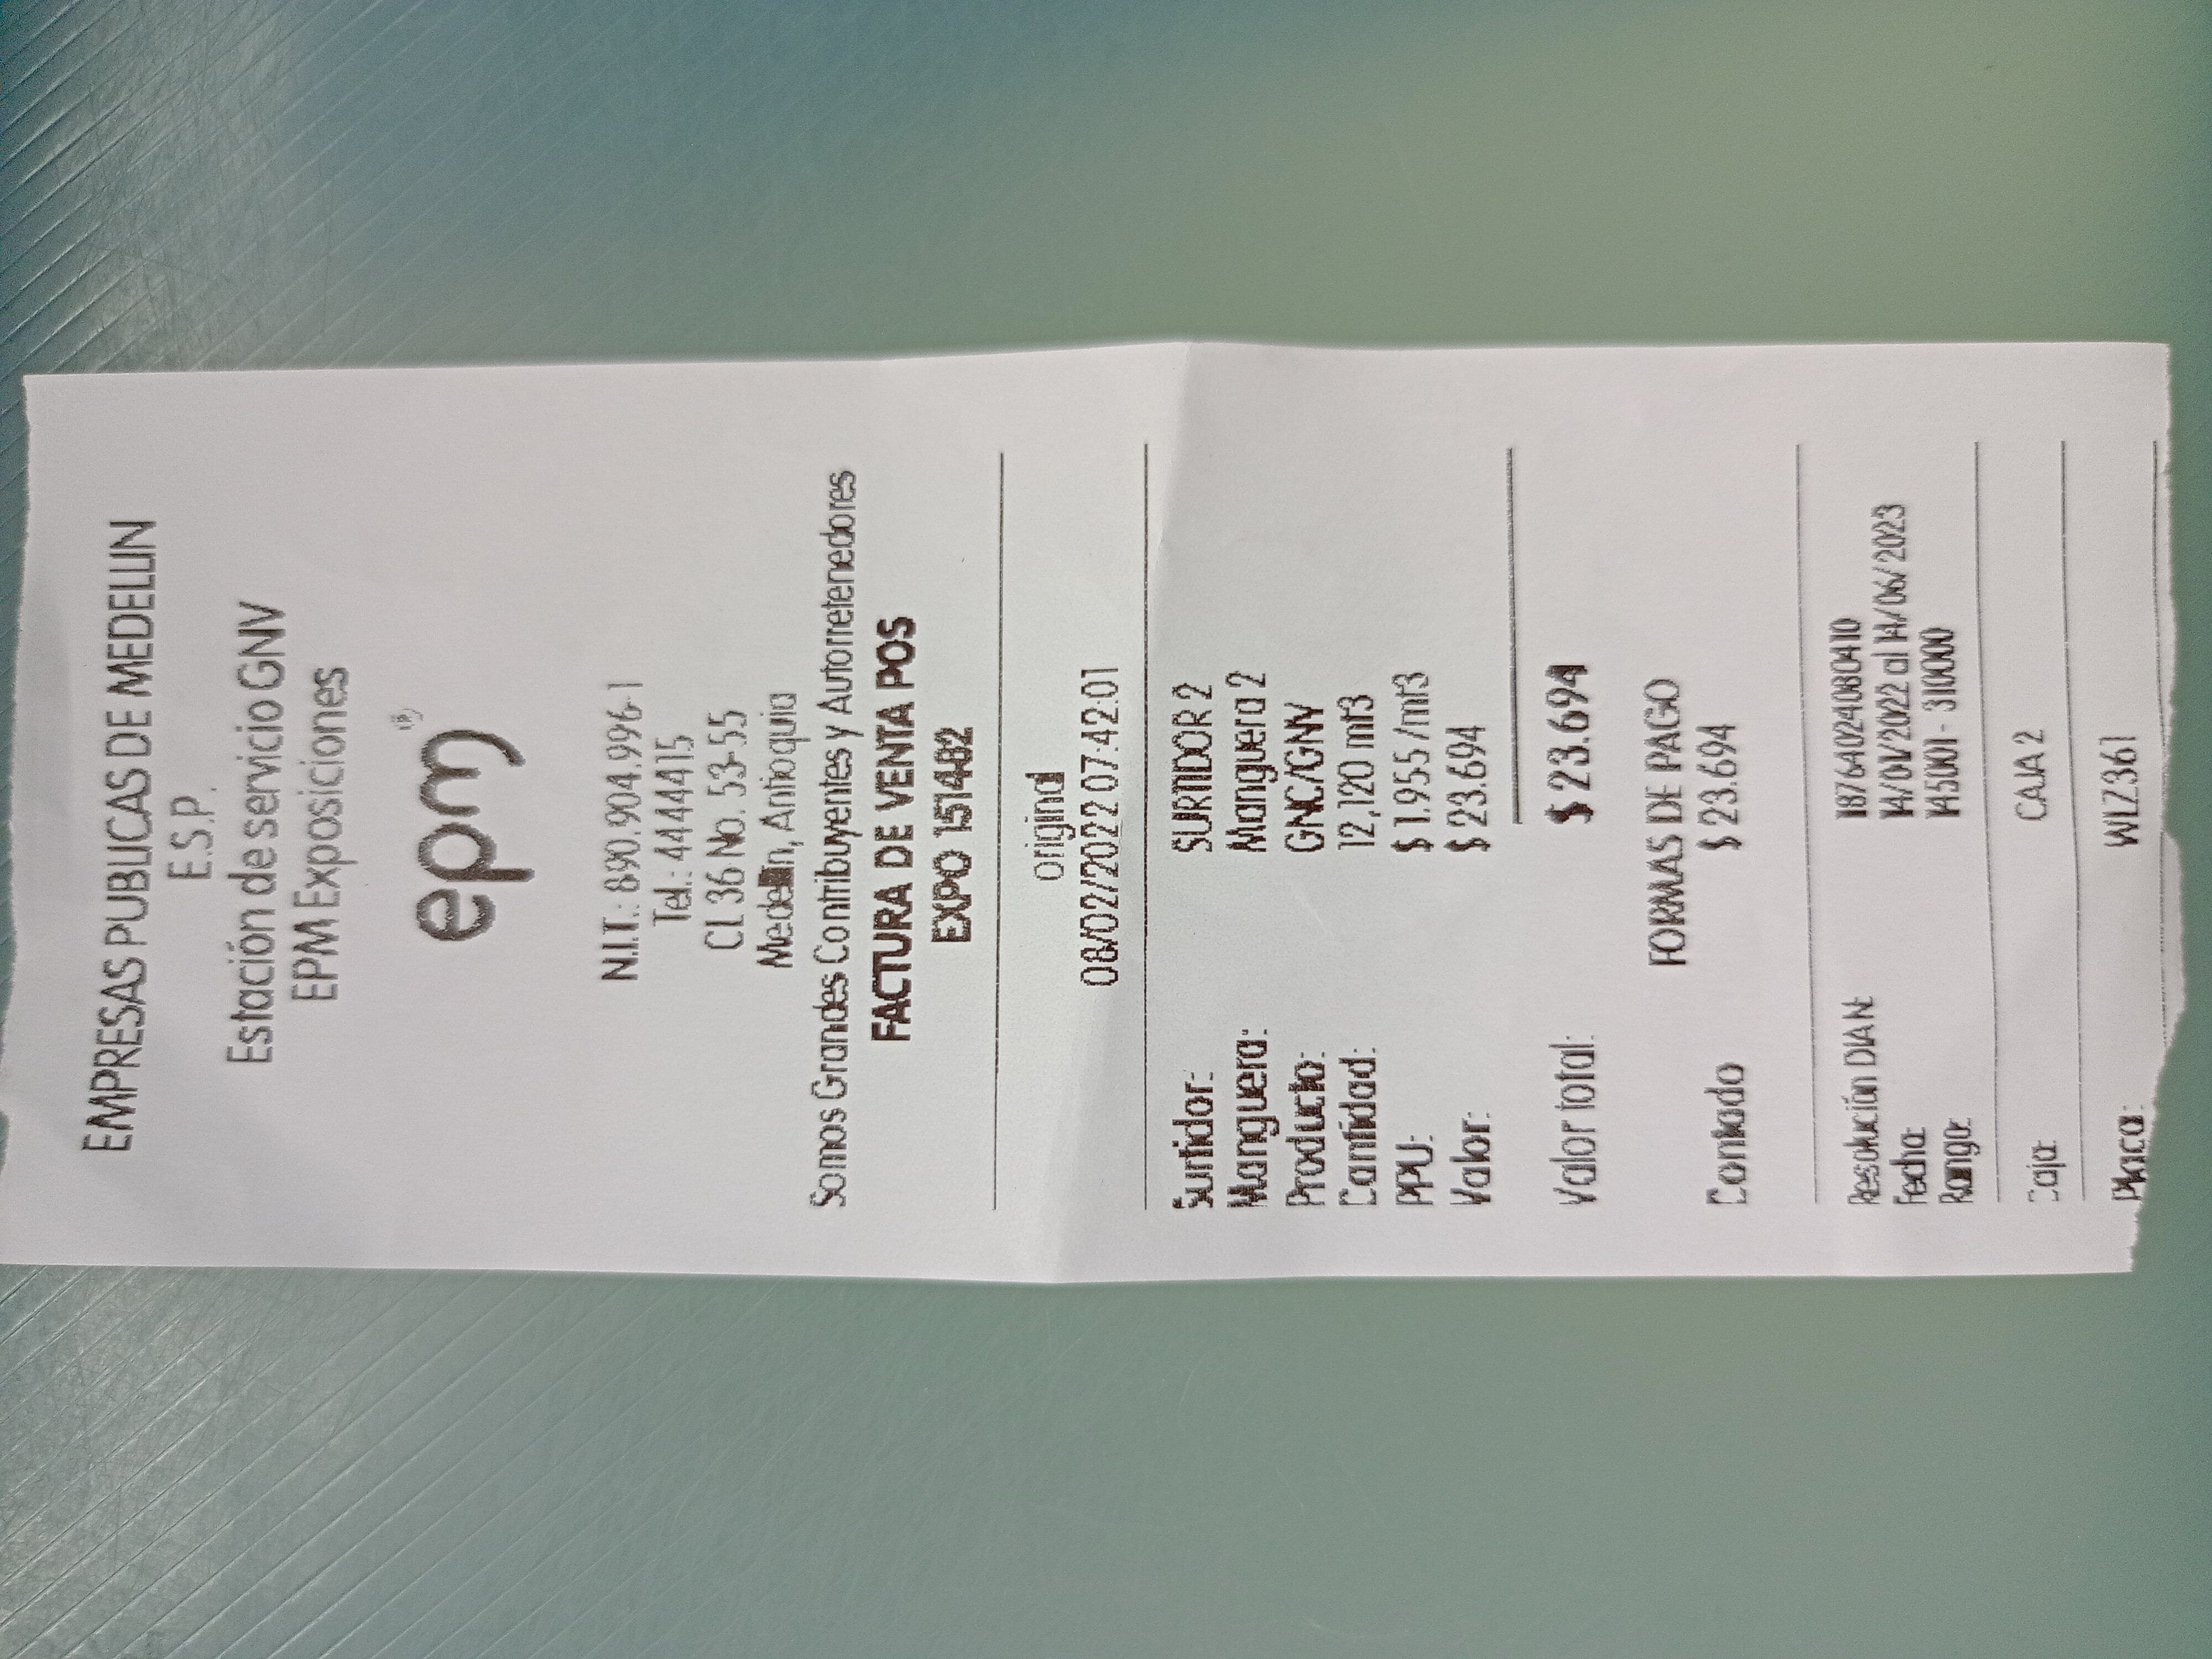 EMPRESAS PUBLICAS DE MEDELLIN
E.S.P.
Estación de servicio GNV
EPM Exposiciones
epm®
N.I.T.: 890.904.996-1
Tel.: 4444415
CL 36 No. 53-55
Medellin, Antioquia
Somos Grandes Contribuyentes y Autorretenedores
FACTURA DE VENTA POS
EXPO 151482
original
08/02/2022 07:42:01
Surtidor: SURTIDOR 2
Manguera: Manguera 2
Producto: GNC/GNV
Cantidad: 12,120 mt3
PPU: $ 1.955 /mt3
Valor: $ 23.694
Valor total: $ 23.694
FORMAS DE PAGO
Contado $ 23.694
Resolución DIAN: 18764024080410
Fecha: 14/01/2022 al 14/06/2023
Rango: 145001 - 310000
Caja: CAJA 2
Placa: WLZ361